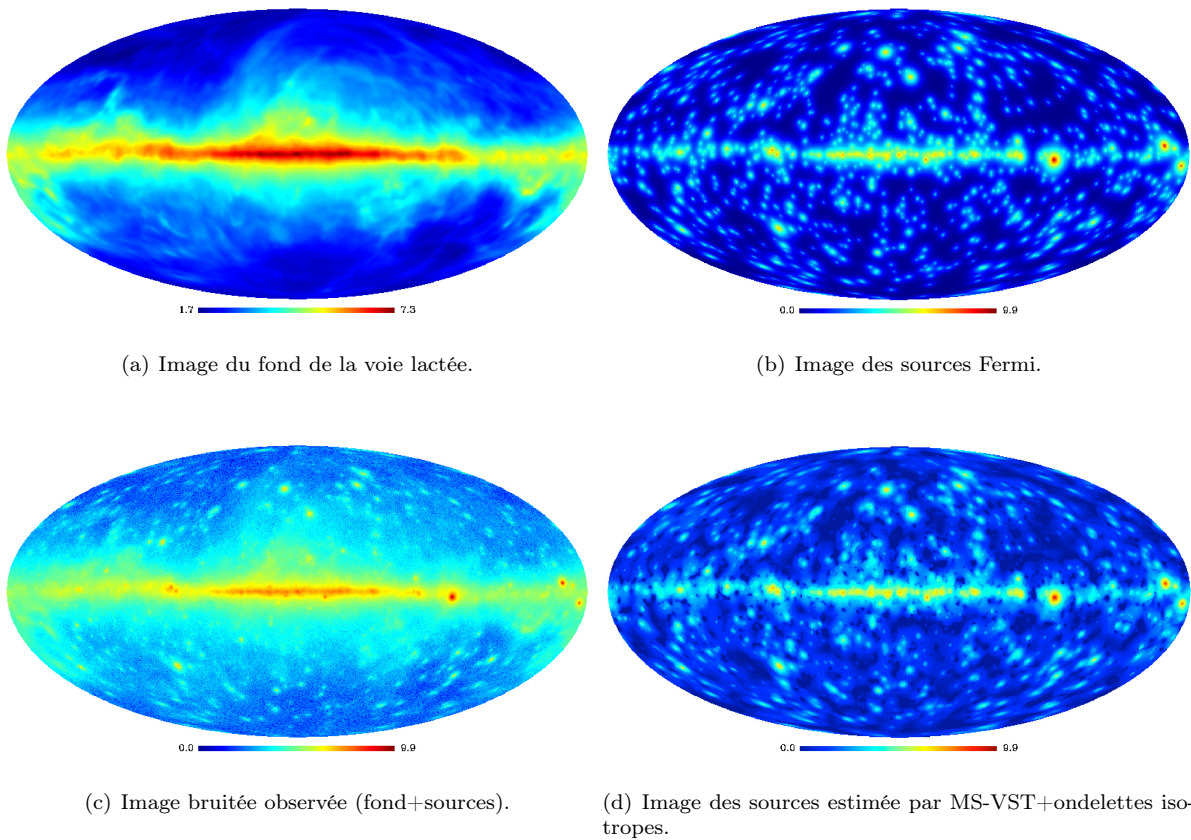 1.7 7.3
0.0 9.9
(a) Image du fond de la voie lactée.
(b) Image des sources Fermi.
0.0 9.9
0.0 9.9
(c) Image bruitée observée (fond+sources).
(d) Image des sources estimée par MS-VST+ondelettes iso-
tropes.